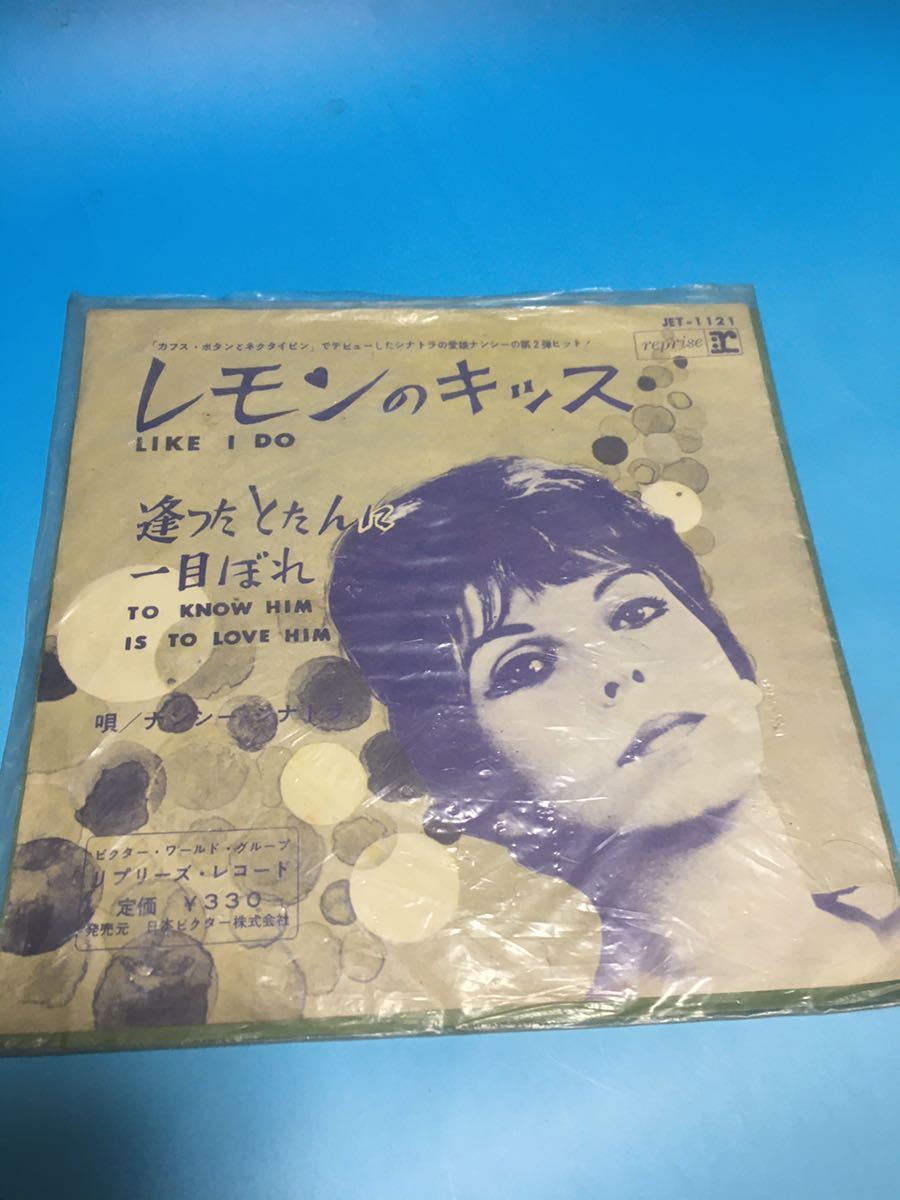 JET-1121
「カフス・ボタンとネクタイピン」でデビューしたシナトラの愛娘ナンシーの第2弾ヒット!
reprise
レモンのキッス
LIKE I DO
逢ったとたんに
一目ぼれ
TO KNOW HIM
IS TO LOVE HIM
唄/ナンシー・シナトラ
ビクター・ワールド・グループ
リプリーズ・レコード
定価 ¥330
発売元 日本ビクター株式会社